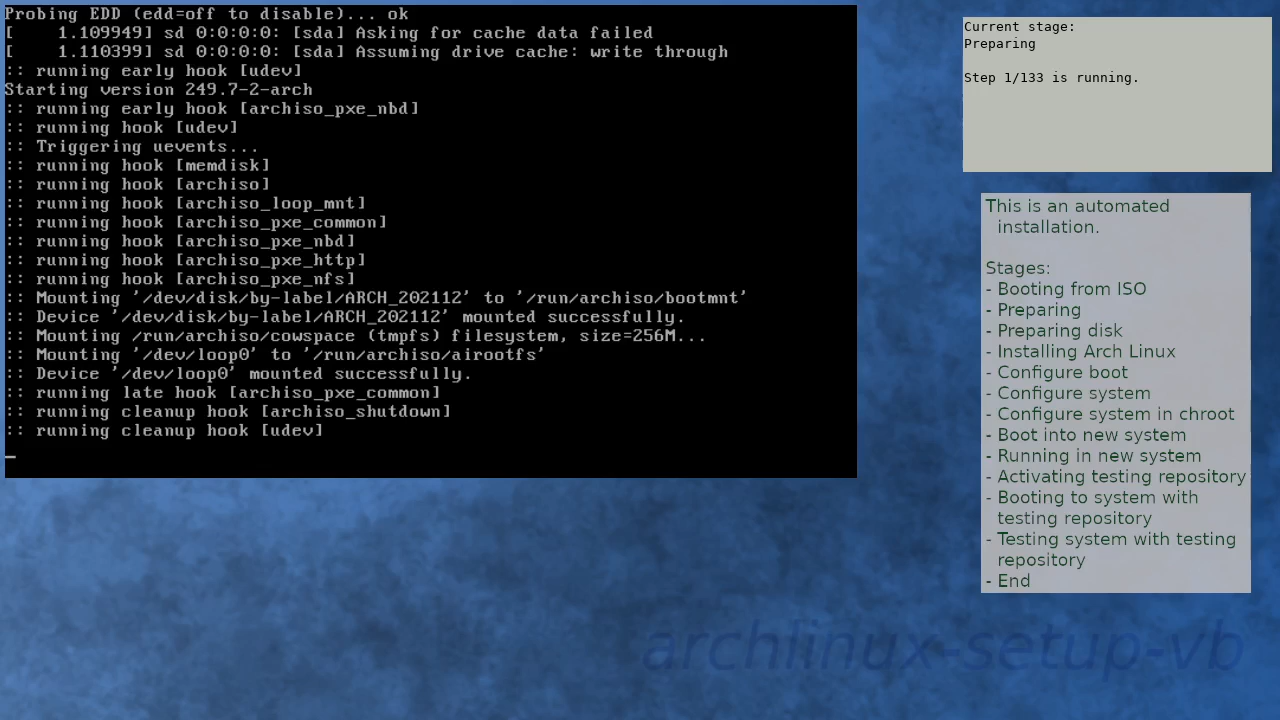 Probing EDD (edd=off to disable)... ok
[    1.109949] sd 0:0:0:0: [sda] Asking for cache data failed
[    1.110399] sd 0:0:0:0: [sda] Assuming drive cache: write through
:: running early hook [udev]
Starting version 249.7-2-arch
:: running early hook [archiso_pxe_nbd]
:: running hook [udev]
:: Triggering uevents...
:: running hook [memdisk]
:: running hook [archiso]
:: running hook [archiso_loop_mnt]
:: running hook [archiso_pxe_common]
:: running hook [archiso_pxe_nbd]
:: running hook [archiso_pxe_http]
:: running hook [archiso_pxe_nfs]
:: Mounting '/dev/disk/by-label/ARCH_202112' to '/run/archiso/bootmnt'
:: Device '/dev/disk/by-label/ARCH_202112' mounted successfully.
:: Mounting /run/archiso/cowspace (tmpfs) filesystem, size=256M...
:: Mounting '/dev/loop0' to '/run/archiso/airootfs'
:: Device '/dev/loop0' mounted successfully.
:: running late hook [archiso_pxe_common]
:: running cleanup hook [archiso_shutdown]
:: running cleanup hook [udev]
_
Current stage:
Preparing
Step 1/133 is running.
This is an automated
installation.
Stages:
- Booting from ISO
- Preparing
- Preparing disk
- Installing Arch Linux
- Configure boot
- Configure system
- Configure system in chroot
- Boot into new system
- Running in new system
- Activating testing repository
- Booting to system with
testing repository
- Testing system with testing
repository
- End
archlinux-setup-vb